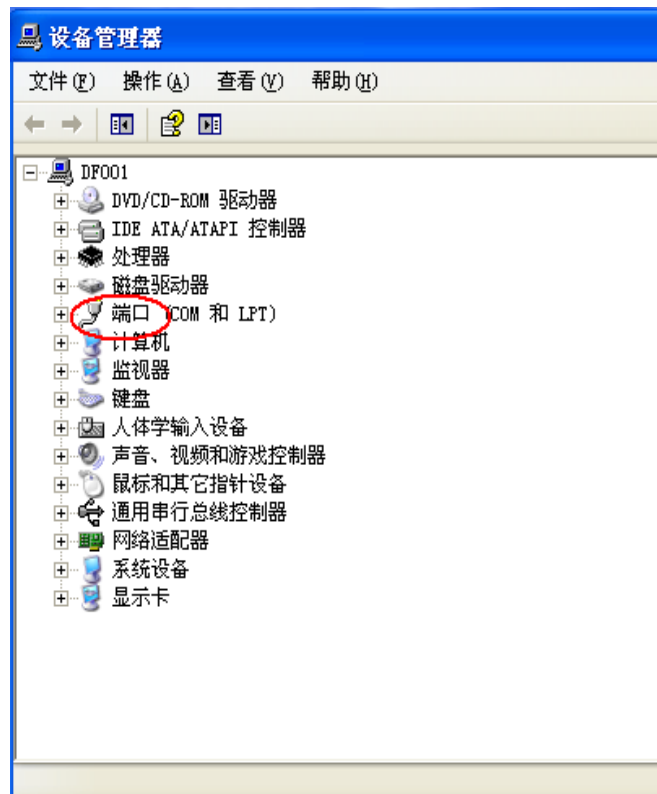 设备管理器
文件(F) 操作(A) 查看(V) 帮助(H)
DF001
DVD/CD-ROM 驱动器
IDE ATA/ATAPI 控制器
处理器
磁盘驱动器
端口 (COM 和 LPT)
计算机
监视器
键盘
人体学输入设备
声音、视频和游戏控制器
鼠标和其它指针设备
通用串行总线控制器
网络适配器
系统设备
显示卡